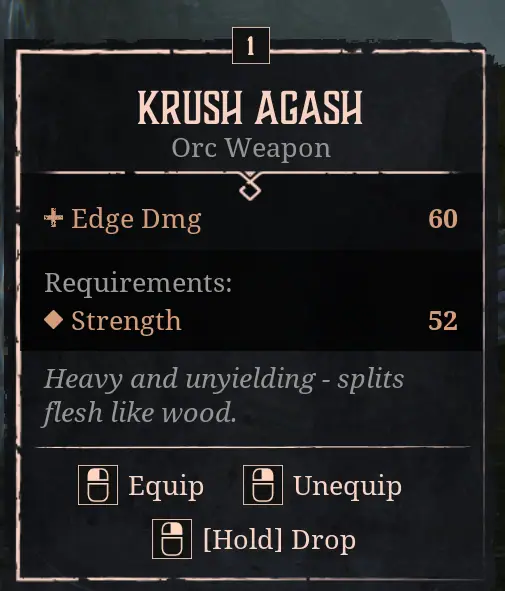 1
KRUSH AGASH
Orc Weapon
Edge Dmg 60
Requirements:
Strength 52
Heavy and unyielding - splits
flesh like wood.
Equip Unequip
[Hold] Drop